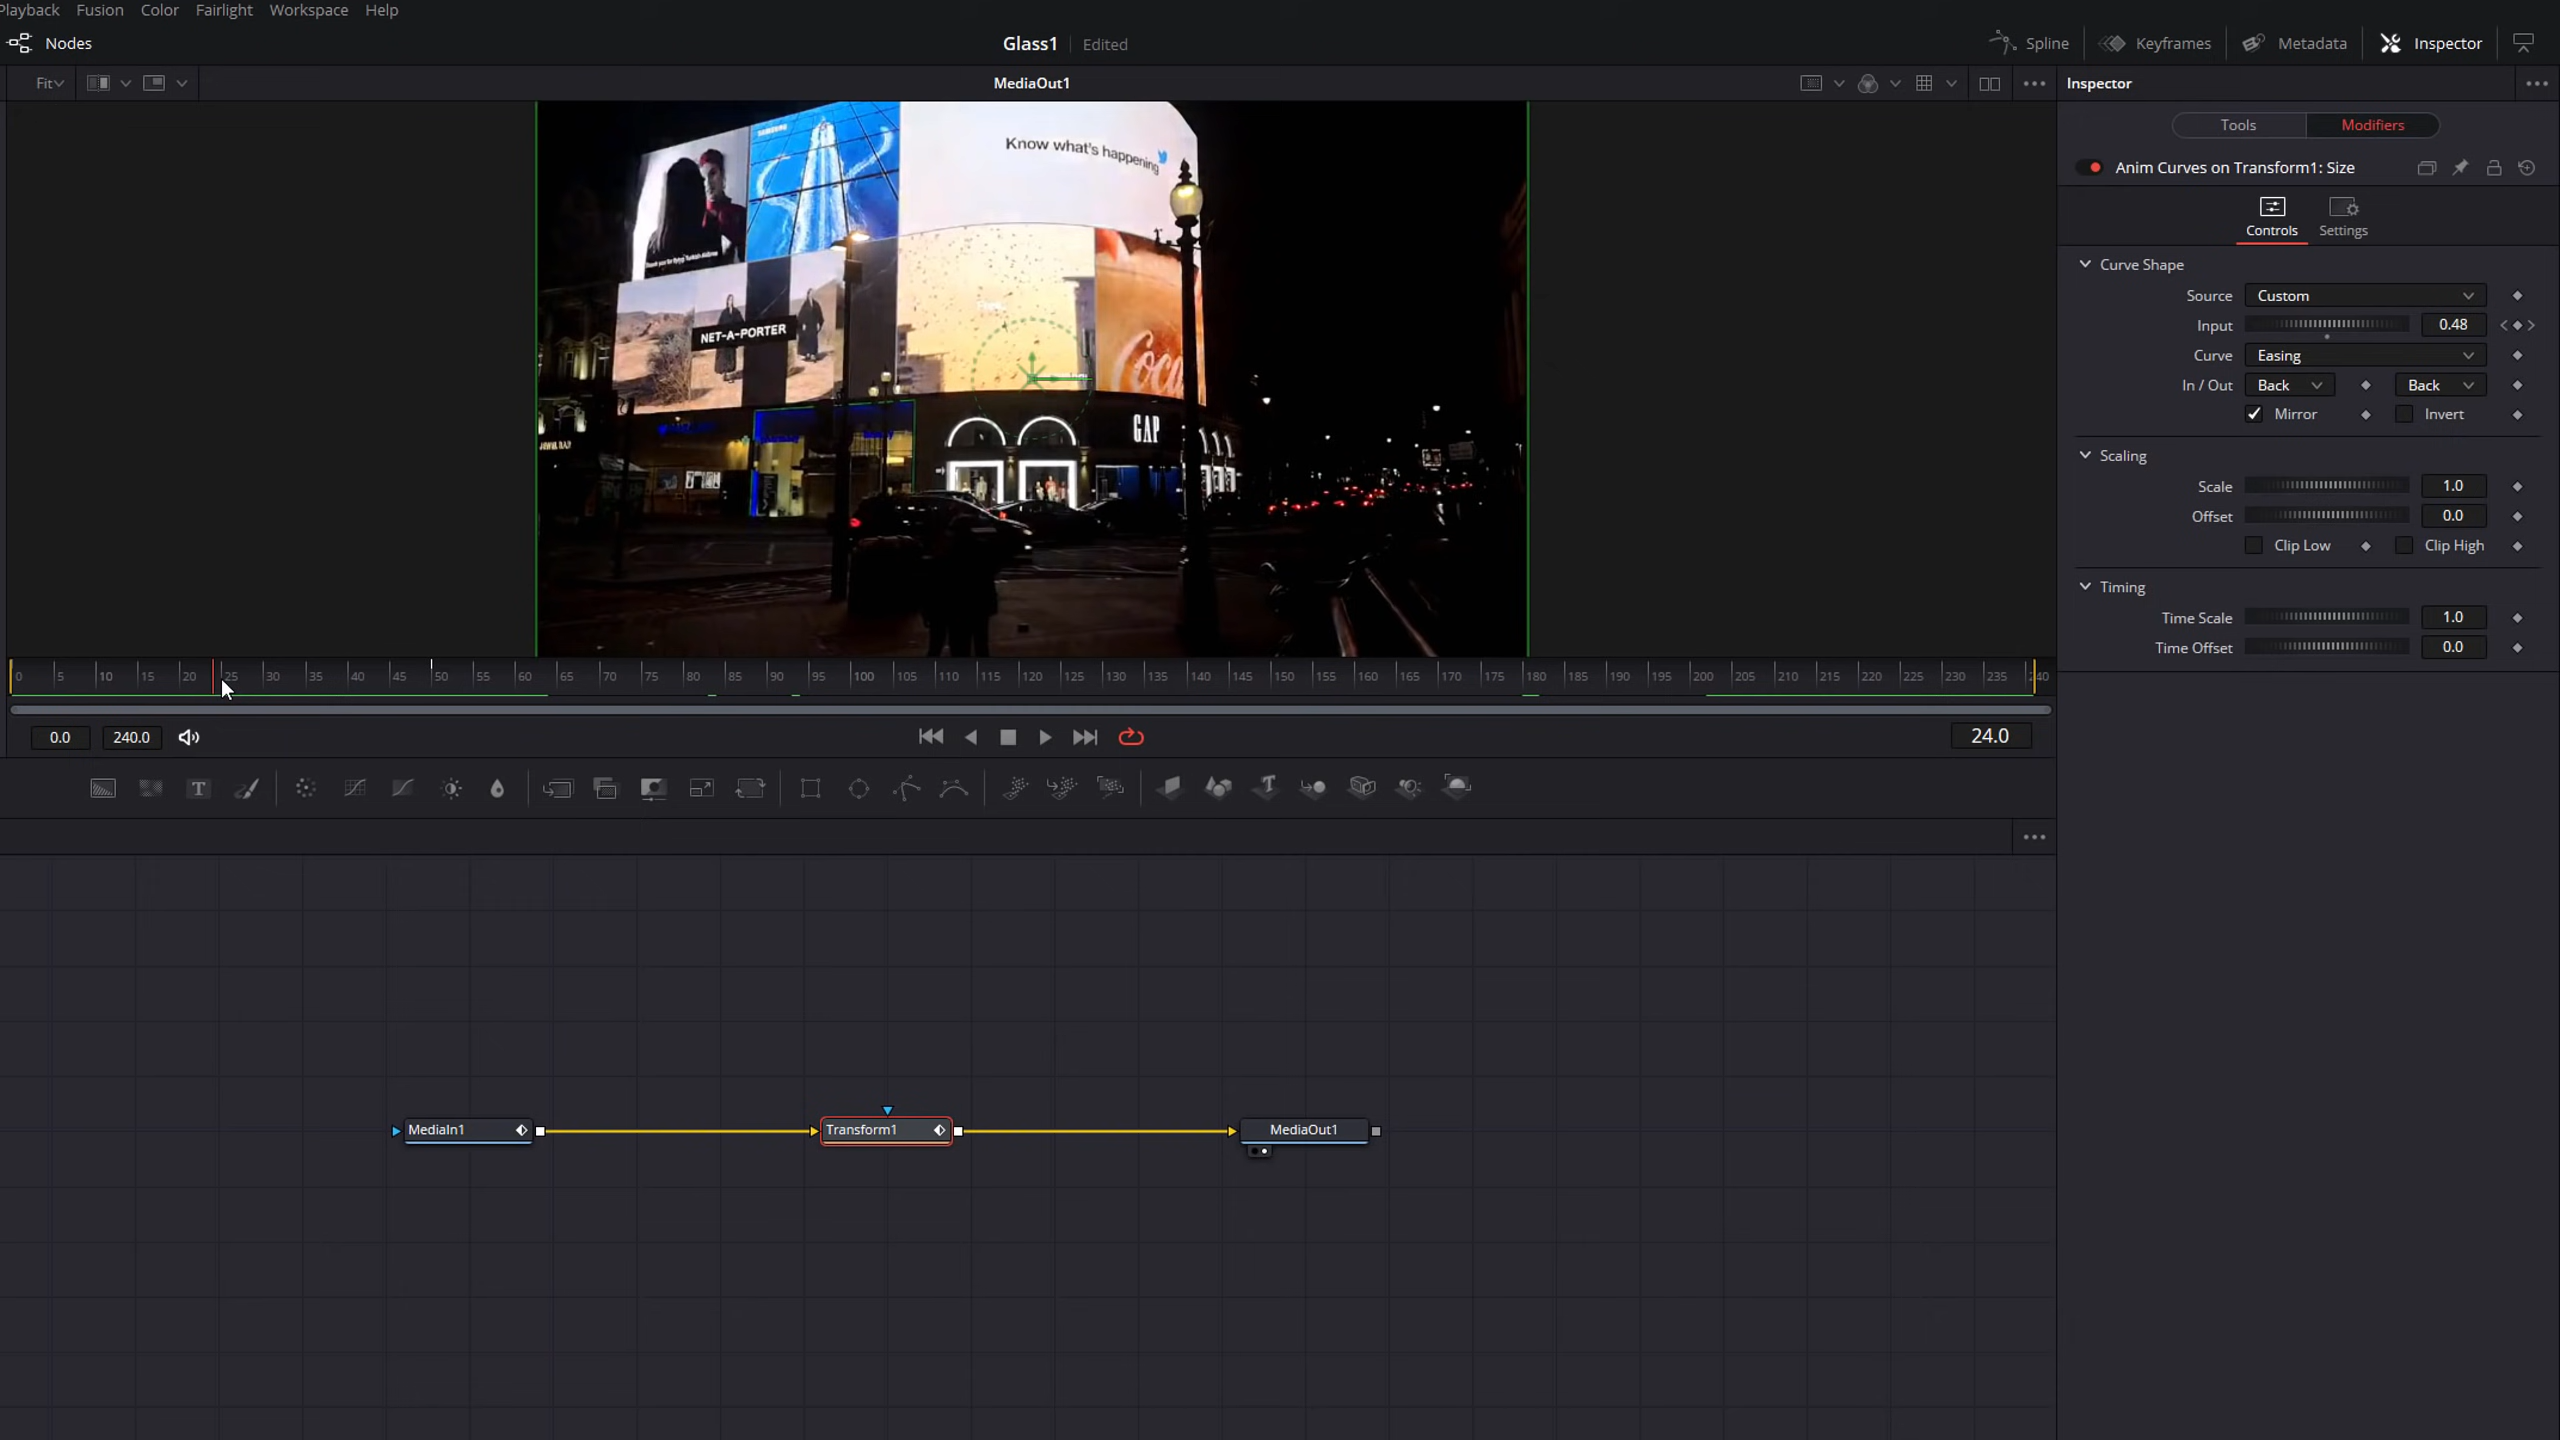 Playback Fusion Color Fairlight Workspace Help
Nodes
Glass1 Edited
Spline Keyframes Metadata Inspector
Fit
MediaOut1
Inspector
Tools Modifiers
Anim Curves on Transform1: Size
Controls Settings
Curve Shape
Source Custom
Input 0.48
Curve Easing
In / Out Back Back
Mirror Invert
Scaling
Scale 1.0
Offset 0.0
Clip Low Clip High
Timing
Time Scale 1.0
Time Offset 0.0
SAMSUNG
Know what's happening
NET-A-PORTER
Coca
GAP
0 5 10 15 20 25 30 35 40 45 50 55 60 65 70 75 80 85 90 95 100 105 110 115 120 125 130 135 140 145 150 155 160 165 170 175 180 185 190 195 200 205 210 215 220 225 230 235 240
0.0 240.0
24.0
T
T
MediaIn1
Transform1
MediaOut1